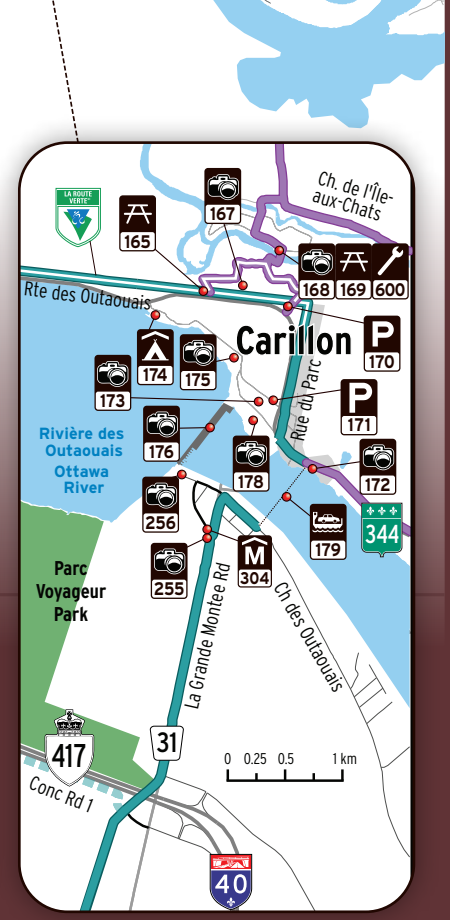 LA ROUTE
VERTE
167
165
Ch. de l'Île-
aux-Chats
168
169
600
Rte des Outaouais
Carillon
P
170
174
175
173
P
171
Rue du Parc
Rivière des
Outaouais
Ottawa
River
176
178
172
256
344
179
255
M
304
Parc
Voyageur
Park
La Grande Montee Rd
Ch des Outaouais
417
31
0 0.25 0.5 1 km
Conc Rd 1
40